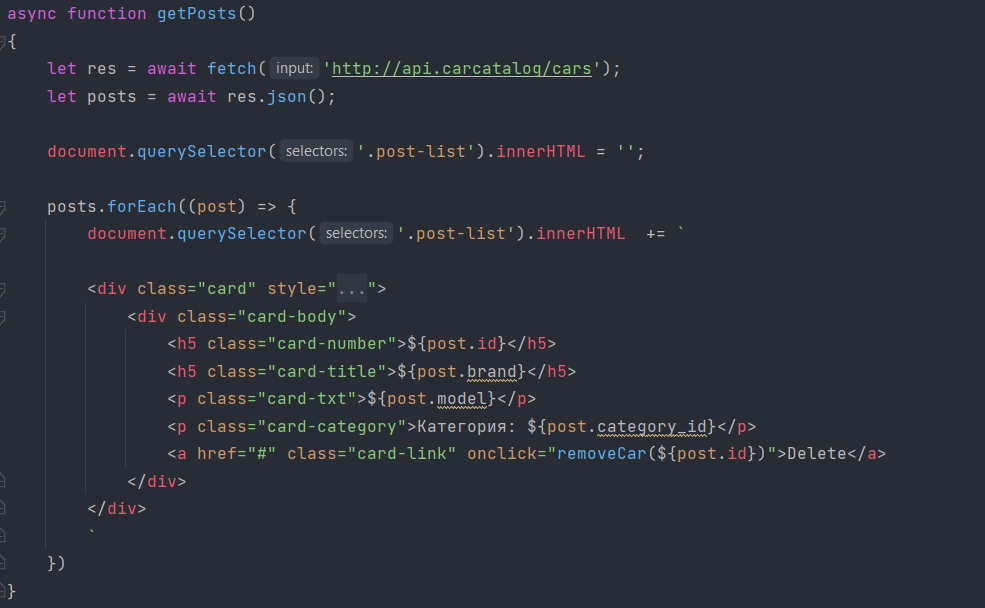 async function getPosts()
{
let res = await fetch( input: 'http://api.carcataloq/cars');
let posts = await res.json();
document.querySelector( selectors: '.post-list').innerHTML = '';
posts.forEach((post) => {
document.querySelector( selectors: '.post-list').innerHTML  += `
<div class="card" style="...">
<div class="card-body">
<h5 class="card-number">${post.id}</h5>
<h5 class="card-title">${post.brand}</h5>
<p class="card-txt">${post.model}</p>
<p class="card-category">Категория: ${post.category_id}</p>
<a href="#" class="card-link" onclick="removeCar(${post.id})">Delete</a>
</div>
</div>
`
})
}